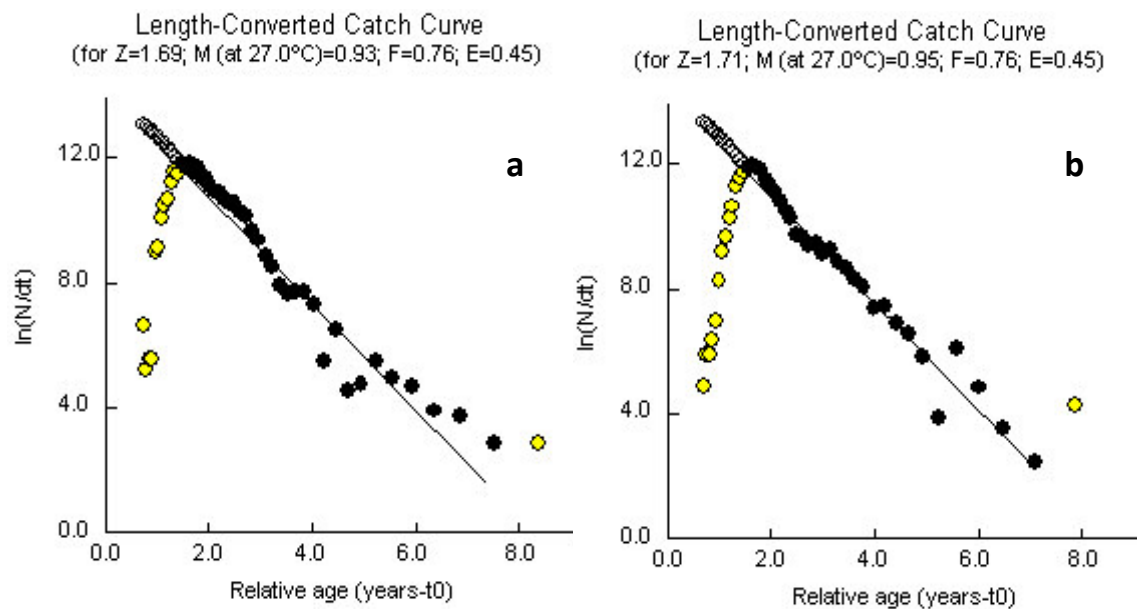 Length-Converted Catch Curve
(for Z=1.69; M (at 27.0ºC)=0.93; F=0.76; E=0.45)
a
12.0
8.0
4.0
0.0
ln(N/dt)
0.0 2.0 4.0 6.0 8.0
Relative age (years-t0)
Length-Converted Catch Curve
(for Z=1.71; M (at 27.0ºC)=0.95; F=0.76; E=0.45)
b
12.0
8.0
4.0
0.0
ln(N/dt)
0.0 2.0 4.0 6.0 8.0
Relative age (years-t0)